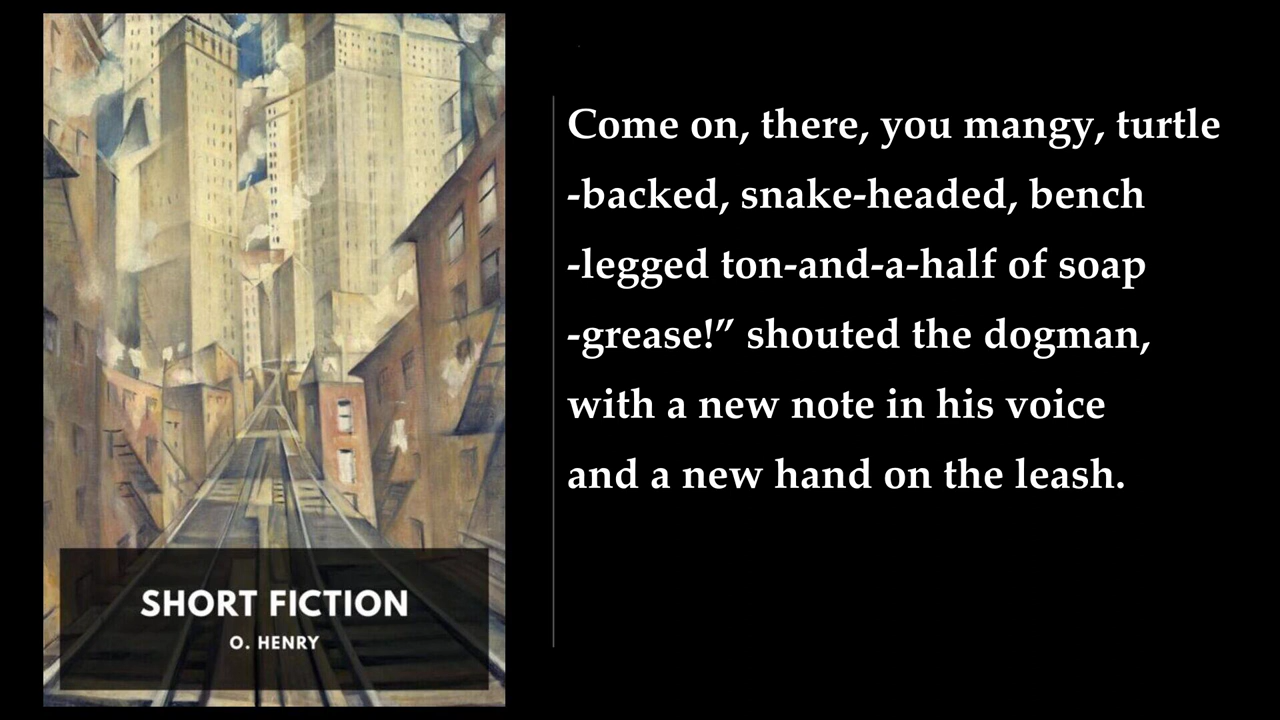 Come on, there, you mangy, turtle
-backed, snake-headed, bench
-legged ton-and-a-half of soap
-grease!” shouted the dogman,
with a new note in his voice
and a new hand on the leash.
SHORT FICTION
O. HENRY